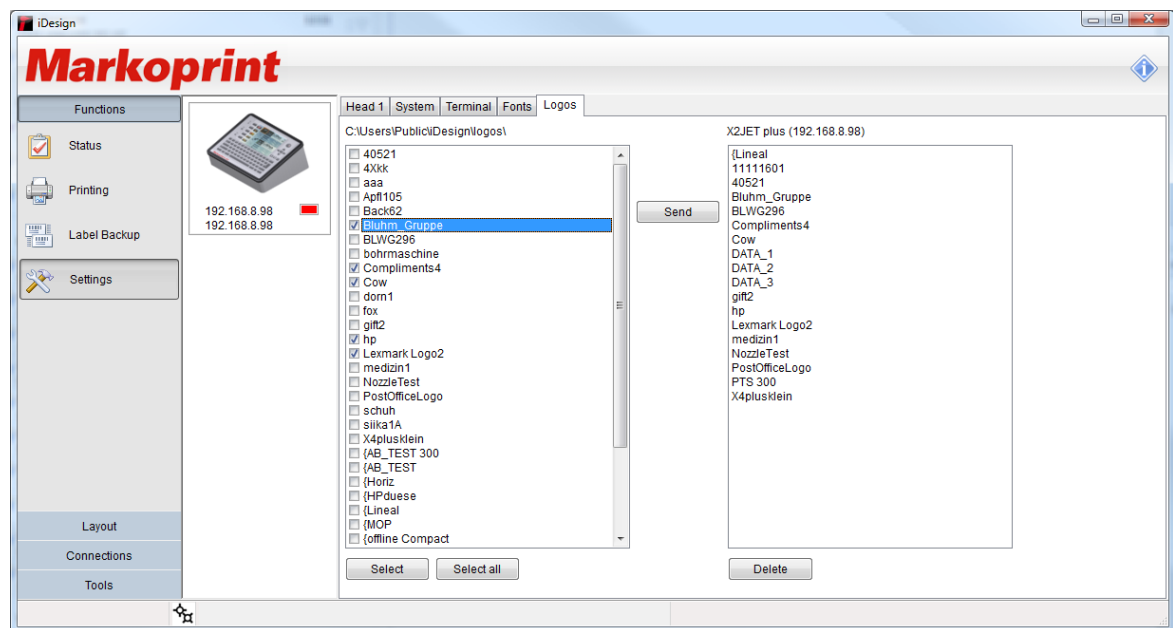 iDesign
Markoprint
Functions
Status
Printing
Label Backup
Settings
Layout
Connections
Tools
192.168.8.98
192.168.8.98
Head 1 System Terminal Fonts Logos
C:\Users\Public\iDesign\logos\
40521
4Xkk
aaa
Apfl105
Back62
Bluhm_Gruppe
BLWG296
bohrmaschine
Compliments4
Cow
dorn1
fox
gift2
hp
Lexmark Logo2
medizin1
NozzleTest
PostOfficeLogo
schuh
siika1A
X4plusklein
{AB_TEST 300
{AB_TEST
{Horiz
{HPduese
{Lineal
{MOP
{offline Compact
Select Select all
Send
X2JET plus (192.168.8.98)
{Lineal
11111601
40521
Bluhm_Gruppe
BLWG296
Compliments4
Cow
DATA_1
DATA_2
DATA_3
gift2
hp
Lexmark Logo2
medizin1
NozzleTest
PostOfficeLogo
PTS 300
X4plusklein
Delete